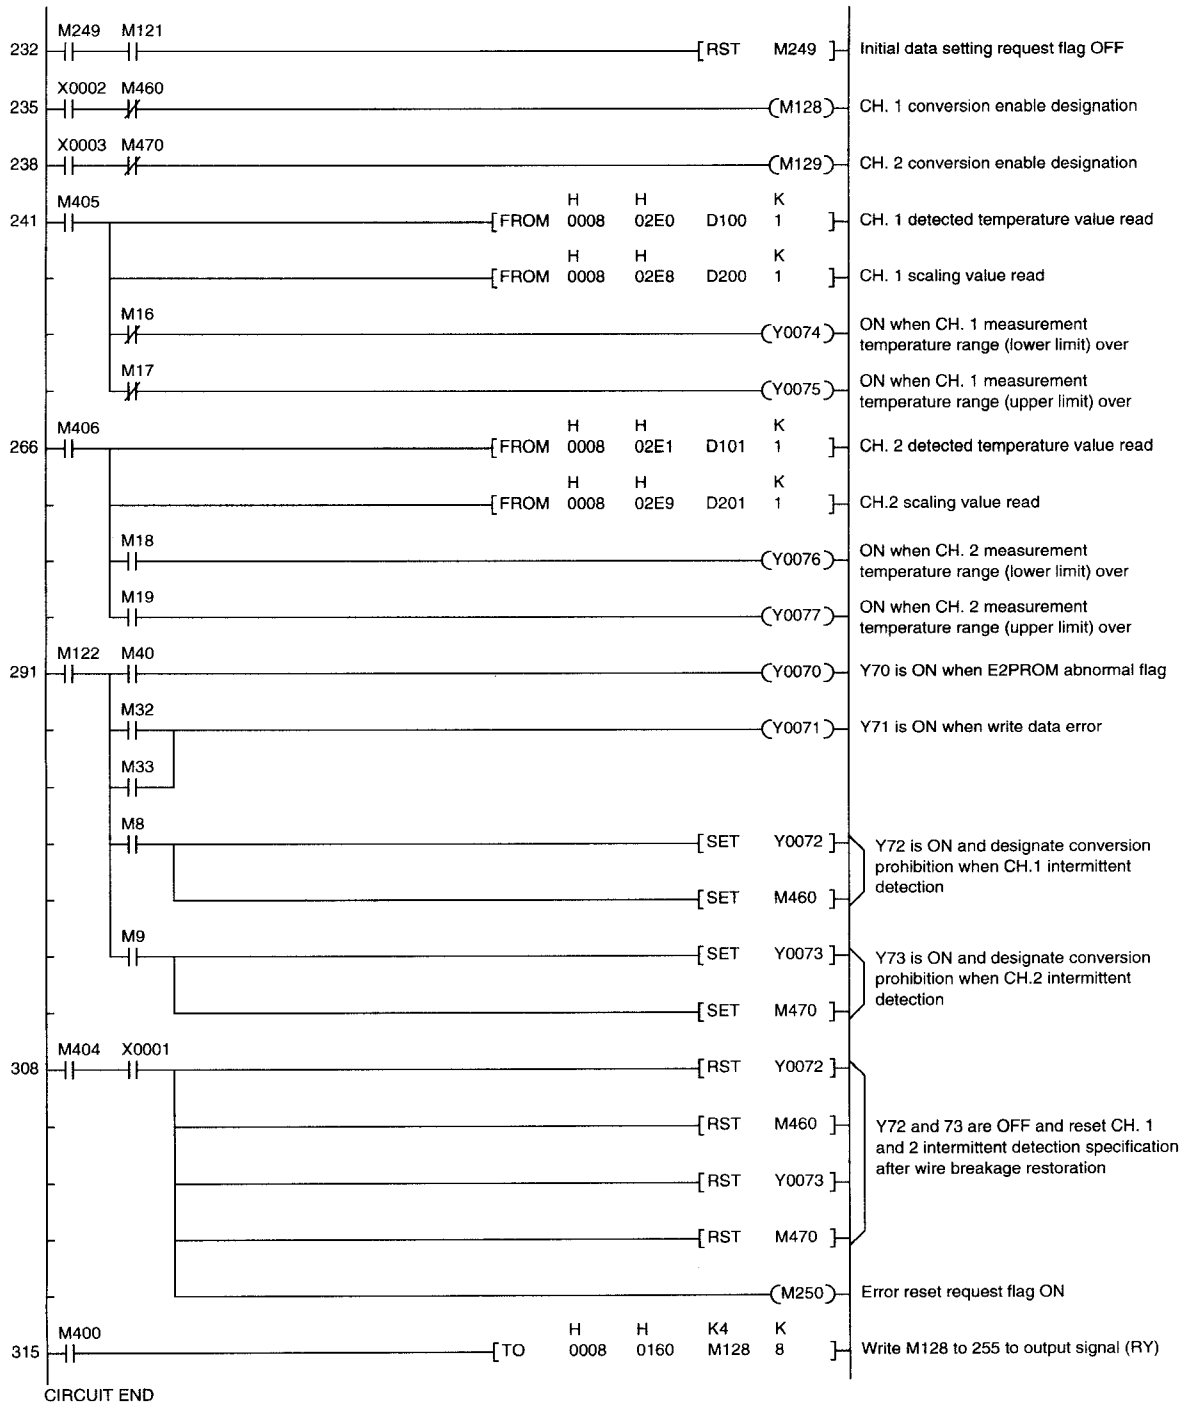 M249 M121
232 [RST M249] Initial data setting request flag OFF
X0002 M460
235 (M128) CH. 1 conversion enable designation
X0003 M470
238 (M129) CH. 2 conversion enable designation
M405 H H K
241 [FROM 0008 02E0 D100 1] CH. 1 detected temperature value read
H H K
[FROM 0008 02E8 D200 1] CH. 1 scaling value read
M16
(Y0074) ON when CH. 1 measurement
temperature range (lower limit) over
M17
(Y0075) ON when CH. 1 measurement
temperature range (upper limit) over
M406 H H K
266 [FROM 0008 02E1 D101 1] CH. 2 detected temperature value read
H H K
[FROM 0008 02E9 D201 1] CH.2 scaling value read
M18
(Y0076) ON when CH. 2 measurement
temperature range (lower limit) over
M19
(Y0077) ON when CH. 2 measurement
temperature range (upper limit) over
M122 M40
291 (Y0070) Y70 is ON when E2PROM abnormal flag
M32
(Y0071) Y71 is ON when write data error
M33
M8
[SET Y0072] Y72 is ON and designate conversion
prohibition when CH.1 intermittent
detection
[SET M460]
M9
[SET Y0073] Y73 is ON and designate conversion
prohibition when CH.2 intermittent
detection
[SET M470]
M404 X0001
308 [RST Y0072]
[RST M460] Y72 and 73 are OFF and reset CH. 1
and 2 intermittent detection specification
after wire breakage restoration
[RST Y0073]
[RST M470]
(M250) Error reset request flag ON
M400 H H K4 K
315 [TO 0008 0160 M128 8] Write M128 to 255 to output signal (RY)
CIRCUIT END